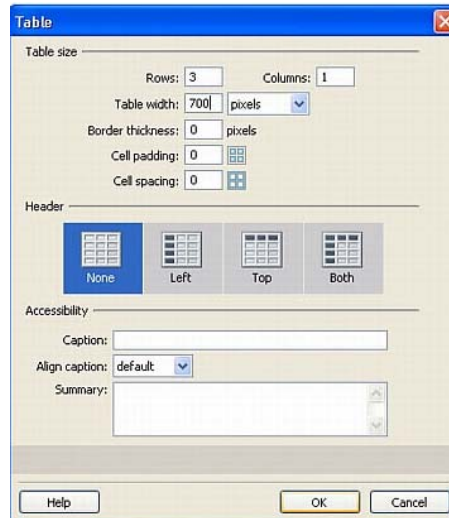 Table
Table size
Rows: 3 Columns: 1
Table width: 700 pixels
Border thickness: 0 pixels
Cell padding: 0
Cell spacing: 0
Header
None Left Top Both
Accessibility
Caption:
Align caption: default
Summary:
Help OK Cancel